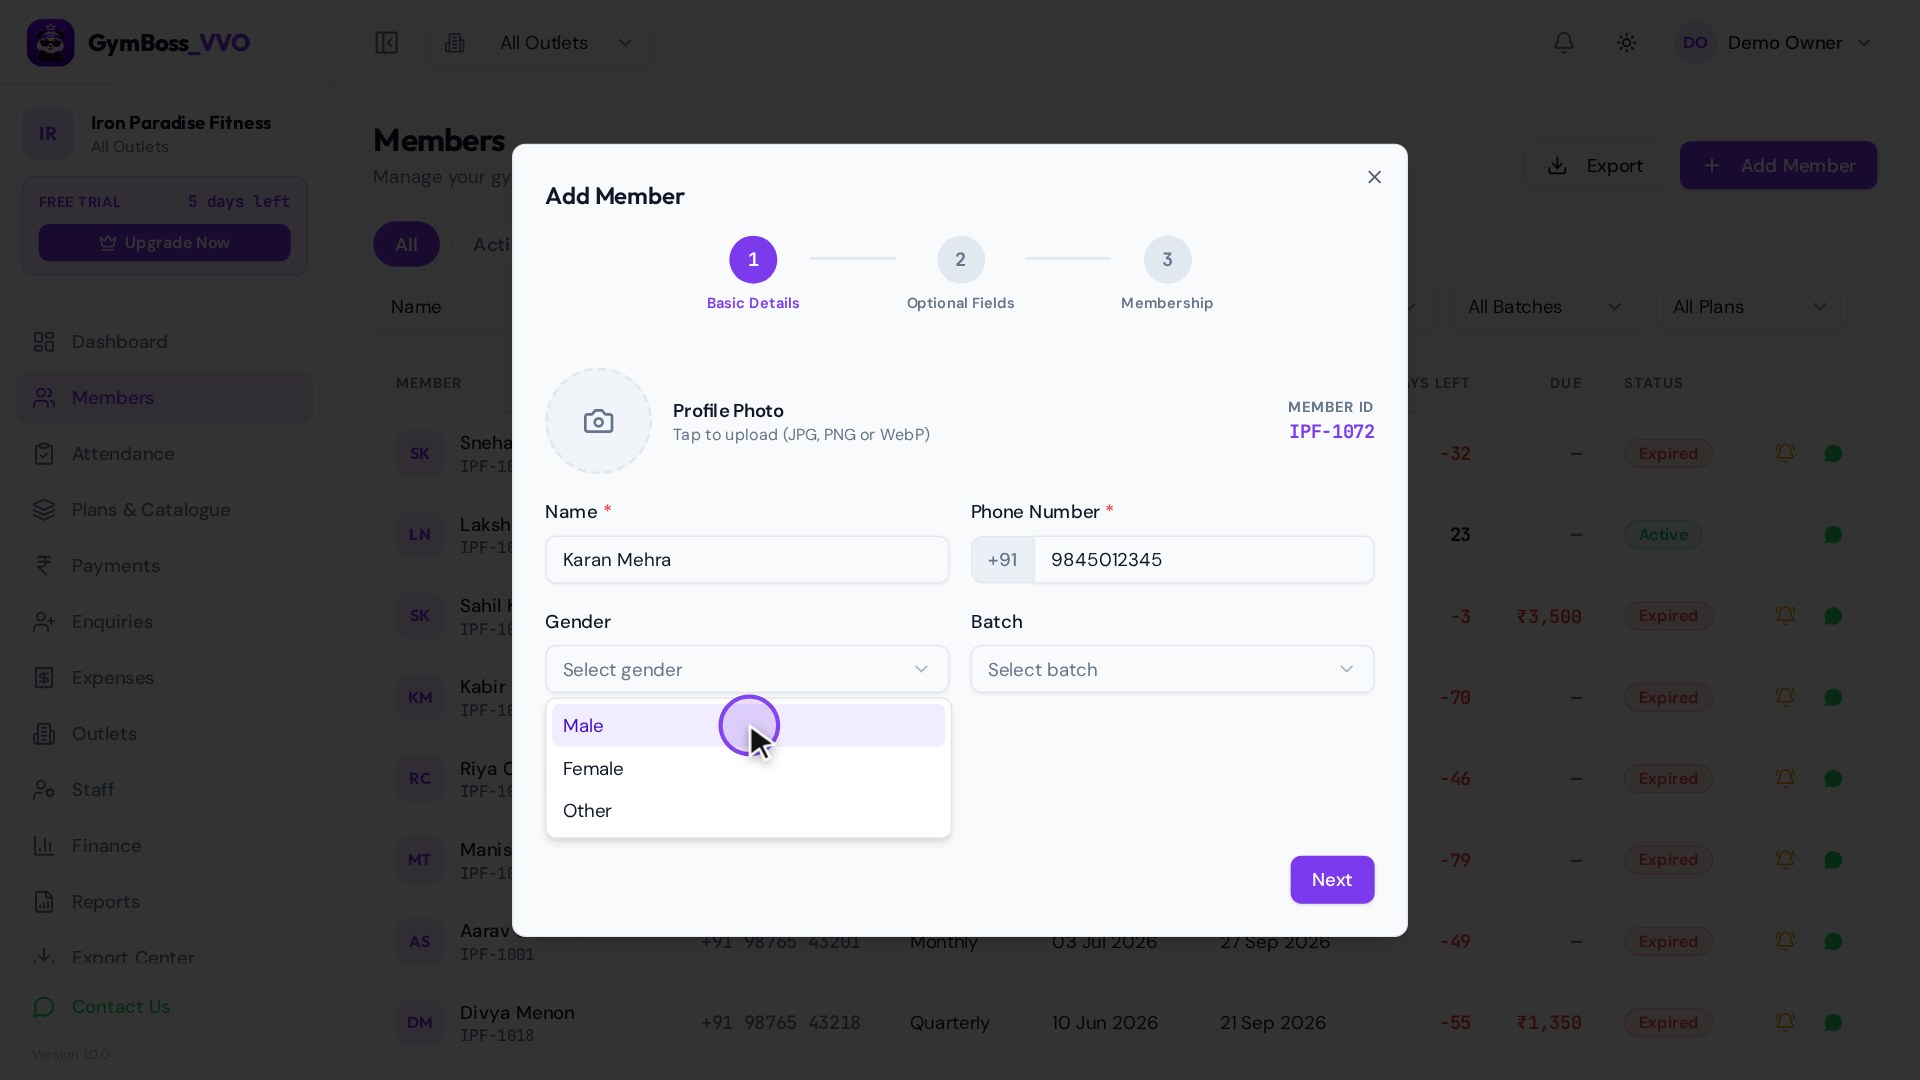 GymBoss_VVO
All Outlets
DO
Demo Owner
IR
Iron Paradise Fitness
All Outlets
FREE TRIAL
5 days left
Upgrade Now
Dashboard
Members
Attendance
Plans & Catalogue
Payments
Enquiries
Expenses
Outlets
Staff
Finance
Reports
Export Center
Contact Us
Version 1.0.0
Members
Manage your gy
Export
Add Member
All
Acti
Name
All Batches
All Plans
MEMBER
AYS LEFT
DUE
STATUS
SK
Sneha
IPF-10
-32
—
Expired
LN
Laksh
23
—
Active
SK
Sahil K
-3
₹3,500
Expired
KM
Kabir
-70
—
Expired
RC
Riya C
-46
—
Expired
MT
Manis
-79
—
Expired
AS
Aarav
IPF-1001
+91 98765 43201
Monthly
03 Jul 2026
27 Sep 2026
-49
—
Expired
DM
Divya Menon
IPF-1018
+91 98765 43218
Quarterly
10 Jun 2026
21 Sep 2026
-55
₹1,350
Expired
Add Member
1
2
3
Basic Details
Optional Fields
Membership
Profile Photo
Tap to upload (JPG, PNG or WebP)
MEMBER ID
IPF-1072
Name *
Phone Number *
Karan Mehra
+91
9845012345
Gender
Batch
Select gender
Select batch
Male
Female
Other
Next